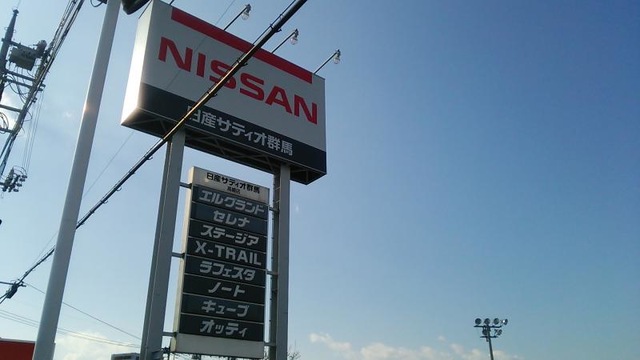 NISSAN
日産サティオ群馬
日産サティオ群馬
エルグランド
セレナ
ステージア
X-TRAIL
ラフェスタ
ノート
キューブ
オッティ